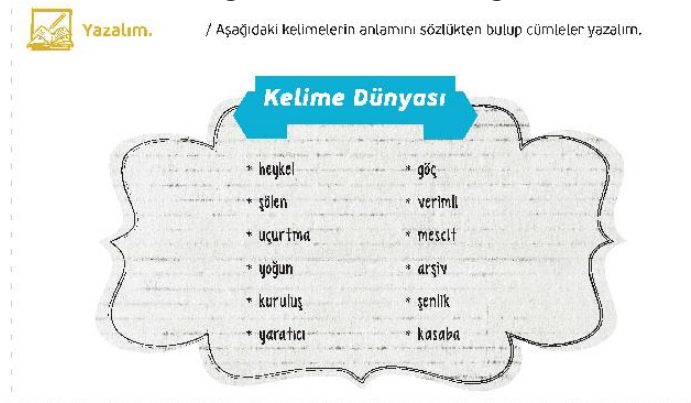 Yazalım. / Aşağıdaki kelimelerin anlamını sözlükten bulup cümleler yazalım.
Kelime Dünyası
* heykel * göç
* şölen * verimli
* uçurtma * mescit
* yoğun * arşiv
* kuruluş * şenlik
* yaratıcı * kasaba